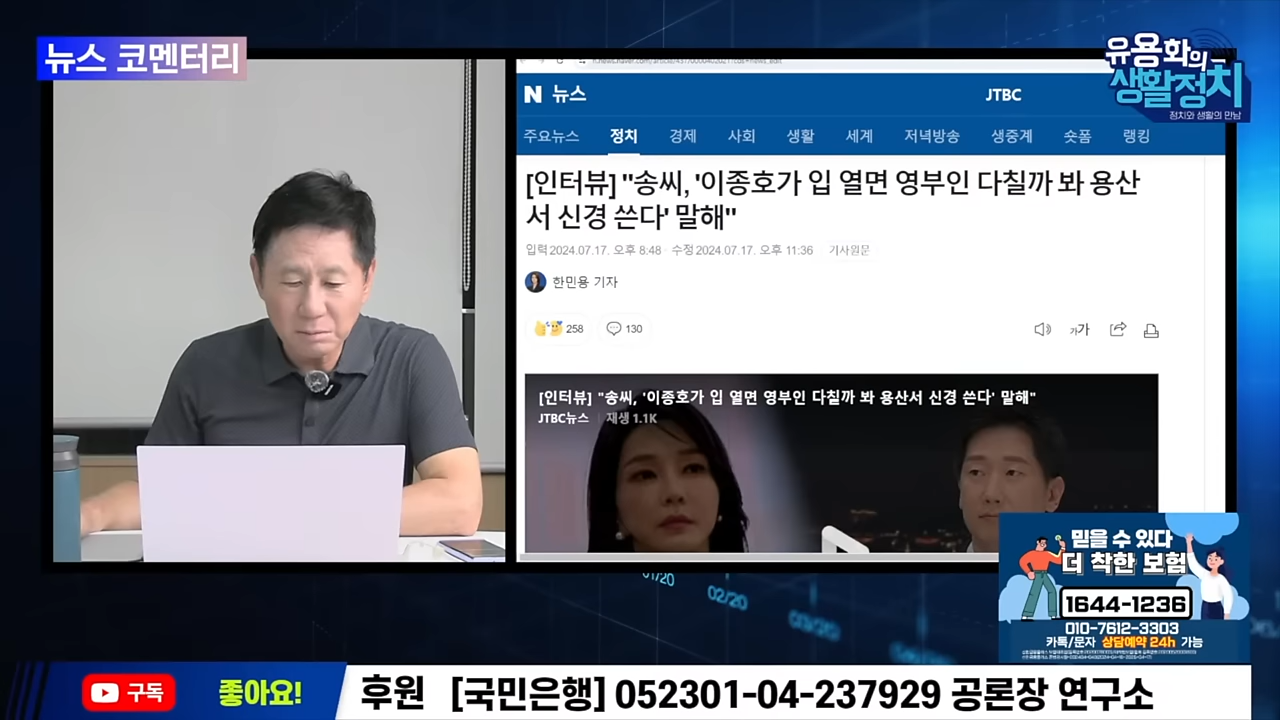 뉴스 코멘터리
유용화의
생활정치
정치와 생활의 만남
N 뉴스
JTBC
주요뉴스 정치 경제 사회 생활 세계 저녁방송 생중계 숏폼 랭킹
[인터뷰] "송씨, '이종호가 입 열면 영부인 다칠까 봐 용산
서 신경 쓴다' 말해"
입력 2024.07.17. 오후 8:48 · 수정 2024.07.17. 오후 11:36 기사원문
한민용 기자
258 130
가가
[인터뷰] "송씨, '이종호가 입 열면 영부인 다칠까 봐 용산서 신경 쓴다' 말해"
JTBC뉴스 재생 1.1K
믿을 수 있다
더 착한 보험
1644-1236
010-7612-3303
카톡/문자 상담예약 24h 가능
01/20
02/20
03/20
구독 좋아요! 후원 [국민은행] 052301-04-237929 공론장 연구소